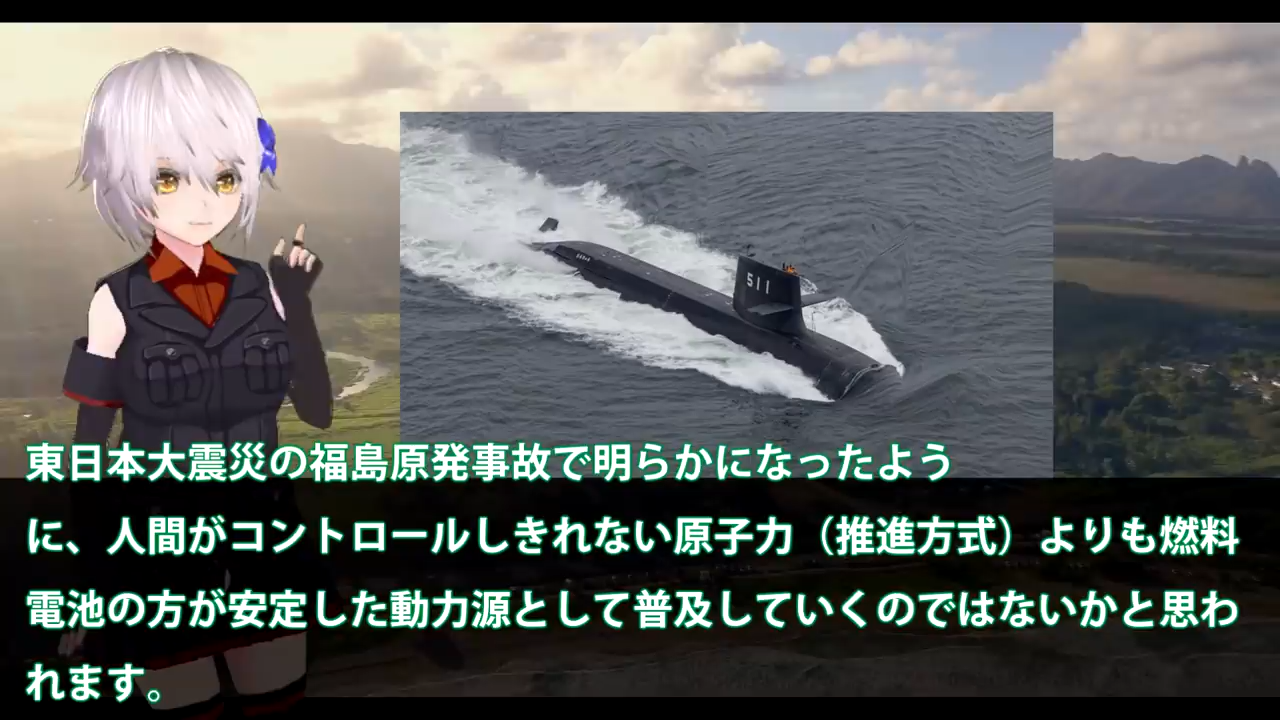 511
東日本大震災の福島原発事故で明らかになったよう
に、人間がコントロールしきれない原子力（推進方式）よりも燃料
電池の方が安定した動力源として普及していくのではないかと思わ
れます。